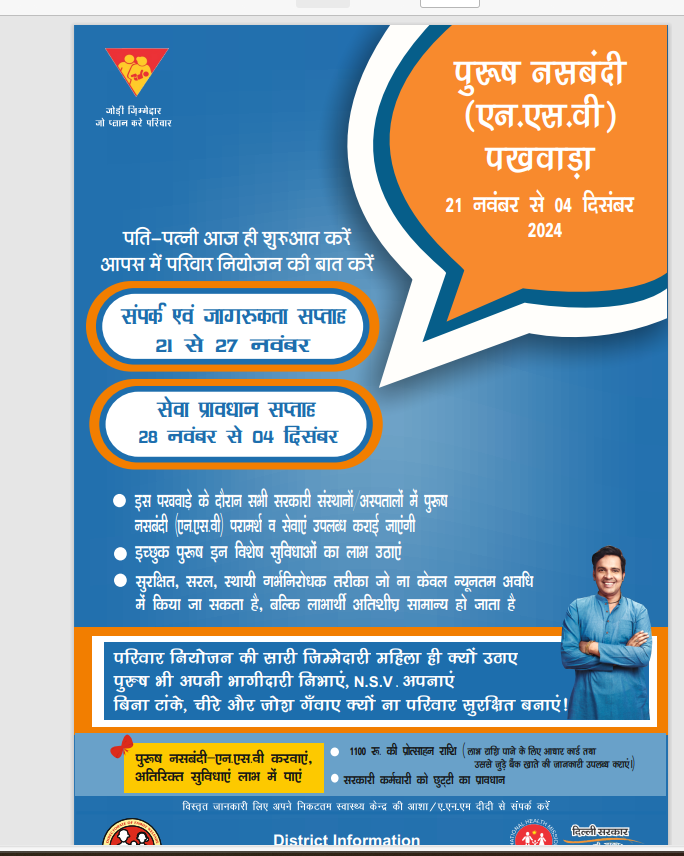 जोड़ी ज़िम्मेदार
जो प्लान करे परिवार
पुरूष नसबंदी
(एन.एस.वी)
पखवाड़ा
21 नवंबर से 04 दिसंबर
2024
पति-पत्नी आज ही शुरूआत करें
आपस में परिवार नियोजन की बात करें
संपर्क एवं जागरुकता सप्ताह
21 से 27 नवंबर
सेवा प्रावधान सप्ताह
28 नवंबर से 04 दिसंबर
इस पखवाड़े के दौरान सभी सरकारी संस्थानों/अस्पतालों में पुरूष
नसबंदी (एन.एस.वी) परामर्श व सेवाएं उपलब्ध कराई जाएंगी
इच्छुक पुरूष इन विशेष सुविधाओं का लाभ उठाएं
सुरक्षित, सरल, स्थायी गर्भनिरोधक तरीका जो ना केवल न्यूनतम अवधि
में किया जा सकता है, बल्कि लाभार्थी अतिशीघ्र सामान्य हो जाता है
परिवार नियोजन की सारी जिम्मेदारी महिला ही क्यों उठाए
पुरूष भी अपनी भागीदारी निभाएं, N.S.V. अपनाएं
बिना टांके, चीरे और जोश गँवाए क्यों ना परिवार सुरक्षित बनाएं!
पुरूष नसबंदी-एन.एस.वी करवाएं,
अतिरिक्त सुविधाएं लाभ में पाएं
1100 रू. की प्रोत्साहन राशि (लाभ राशि पाने के लिए आधार कार्ड तथा
उससे जुड़े बैंक खाते की जानकारी उपलब्ध कराएं।)
सरकारी कर्मचारी को छुट्टी का प्रावधान
विस्तृत जानकारी लिए अपने निकटतम स्वास्थ्य केन्द्र की आशा/ए.एन.एम दीदी से संपर्क करें
District Information
NATIONAL HEALTH MISSION
दिल्ली सरकार